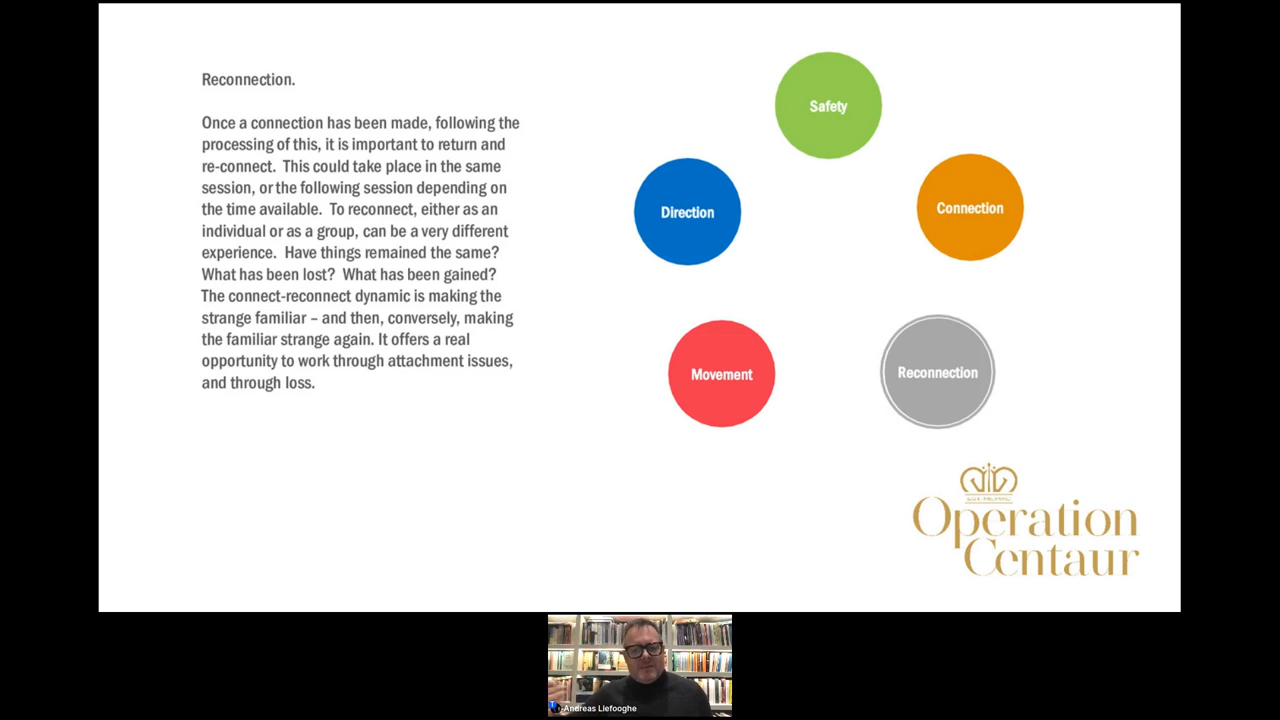 Reconnection.
Once a connection has been made, following the
processing of this, it is important to return and
re-connect. This could take place in the same
session, or the following session depending on
the time available. To reconnect, either as an
individual or as a group, can be a very different
experience. Have things remained the same?
What has been lost? What has been gained?
The connect-reconnect dynamic is making the
strange familiar – and then, conversely, making
the familiar strange again. It offers a real
opportunity to work through attachment issues,
and through loss.
Safety
Direction
Connection
Movement
Reconnection
Operation
Centaur
Andreas Liefooghe